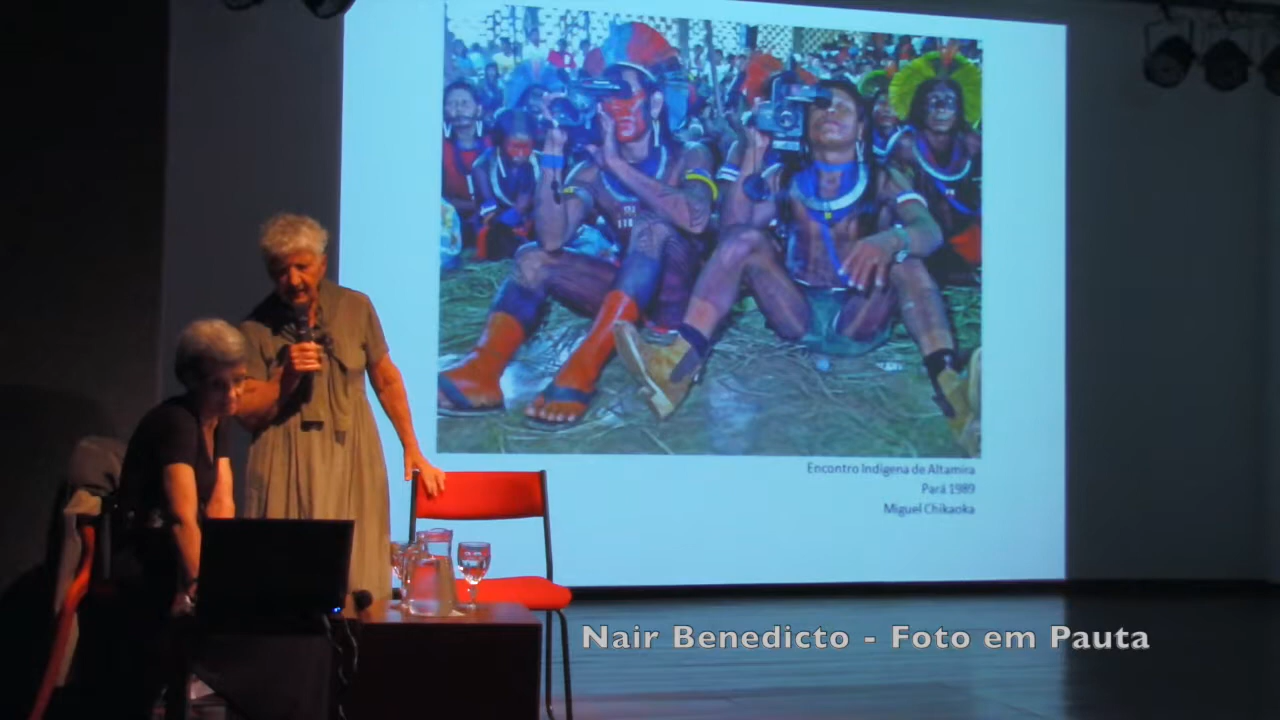 Encontro Indígena de Altamira
Pará 1989
Miguel Chikaoka
Nair Benedicto - Foto em Pauta